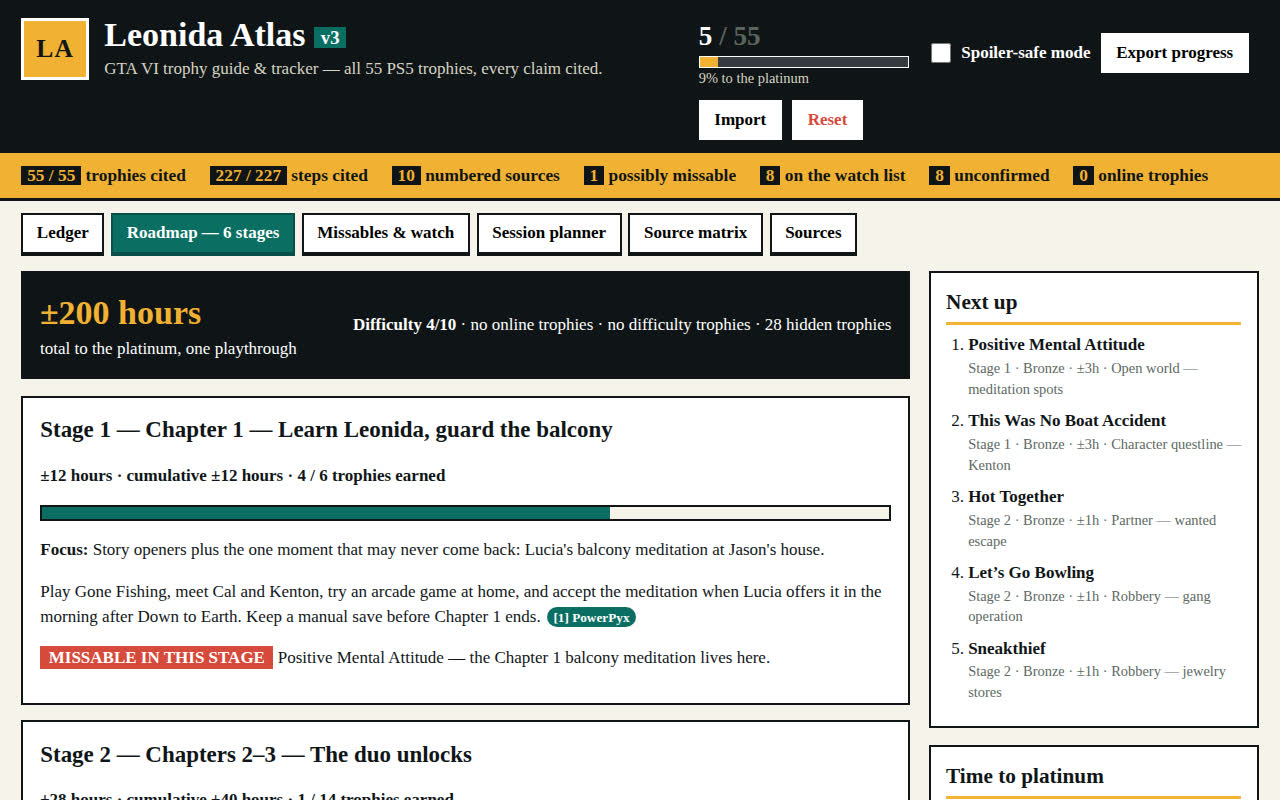 LA
Leonida Atlas v3
GTA VI trophy guide & tracker — all 55 PS5 trophies, every claim cited.
5 / 55
9% to the platinum
Spoiler-safe mode
Export progress
Import
Reset
55 / 55 trophies cited
227 / 227 steps cited
10 numbered sources
1 possibly missable
8 on the watch list
8 unconfirmed
0 online trophies
Ledger
Roadmap — 6 stages
Missables & watch
Session planner
Source matrix
Sources
±200 hours
total to the platinum, one playthrough
Difficulty 4/10 · no online trophies · no difficulty trophies · 28 hidden trophies
Stage 1 — Chapter 1 — Learn Leonida, guard the balcony
±12 hours · cumulative ±12 hours · 4 / 6 trophies earned
Focus: Story openers plus the one moment that may never come back: Lucia's balcony meditation at Jason's house.
Play Gone Fishing, meet Cal and Kenton, try an arcade game at home, and accept the meditation when Lucia offers it in the
morning after Down to Earth. Keep a manual save before Chapter 1 ends. [1] PowerPyx
MISSABLE IN THIS STAGE Positive Mental Attitude — the Chapter 1 balcony meditation lives here.
Stage 2 — Chapters 2–3 — The duo unlocks
±28 hours · cumulative ±40 hours · 1 / 14 trophies earned
Next up
1. Positive Mental Attitude
Stage 1 · Bronze · ±3h · Open world —
meditation spots
2. This Was No Boat Accident
Stage 1 · Bronze · ±3h · Character questline —
Kenton
3. Hot Together
Stage 2 · Bronze · ±1h · Partner — wanted
escape
4. Let’s Go Bowling
Stage 2 · Bronze · ±1h · Robbery — gang
operation
5. Sneakthief
Stage 2 · Bronze · ±1h · Robbery — jewelry
stores
Time to platinum